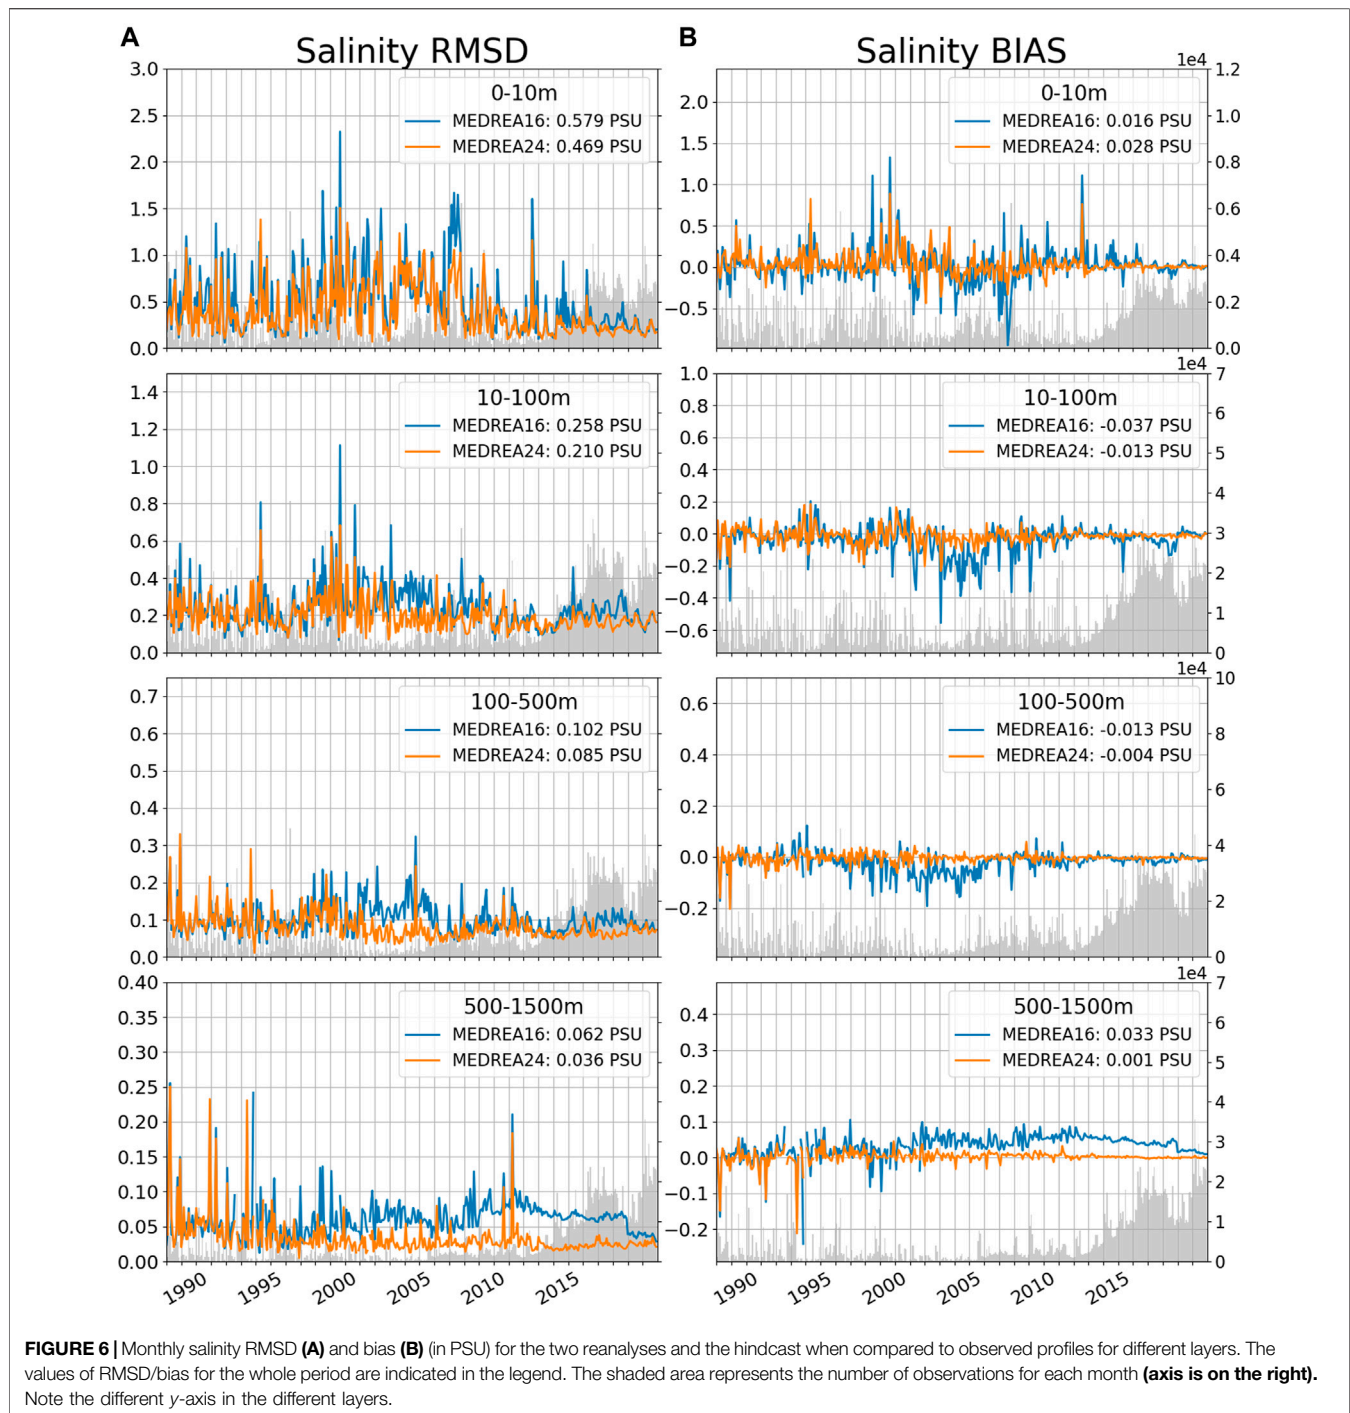 A
Salinity RMSD
3.0
2.5
2.0
1.5
1.0
0.5
0.0
0-10m
MEDREA16: 0.579 PSU
MEDREA24: 0.469 PSU
B
Salinity BIAS
1e4
2.0
1.5
1.0
0.5
0.0
−0.5
0-10m
MEDREA16: 0.016 PSU
MEDREA24: 0.028 PSU
1.2
1.0
0.8
0.6
0.4
0.2
0.0
1.4
1.2
1.0
0.8
0.6
0.4
0.2
0.0
10-100m
MEDREA16: 0.258 PSU
MEDREA24: 0.210 PSU
1e4
1.0
0.8
0.6
0.4
0.2
0.0
−0.2
−0.4
−0.6
10-100m
MEDREA16: -0.037 PSU
MEDREA24: -0.013 PSU
7
6
5
4
3
2
1
0
0.7
0.6
0.5
0.4
0.3
0.2
0.1
0.0
100-500m
MEDREA16: 0.102 PSU
MEDREA24: 0.085 PSU
1e4
0.6
0.4
0.2
0.0
−0.2
100-500m
MEDREA16: -0.013 PSU
MEDREA24: -0.004 PSU
10
8
6
4
2
0
0.40
0.35
0.30
0.25
0.20
0.15
0.10
0.05
0.00
500-1500m
MEDREA16: 0.062 PSU
MEDREA24: 0.036 PSU
1990
1995
2000
2005
2010
2015
1e4
0.4
0.3
0.2
0.1
0.0
−0.1
−0.2
500-1500m
MEDREA16: 0.033 PSU
MEDREA24: 0.001 PSU
7
6
5
4
3
2
1
0
1990
1995
2000
2005
2010
2015
FIGURE 6 | Monthly salinity RMSD (A) and bias (B) (in PSU) for the two reanalyses and the hindcast when compared to observed profiles for different layers. The
values of RMSD/bias for the whole period are indicated in the legend. The shaded area represents the number of observations for each month (axis is on the right).
Note the different y-axis in the different layers.